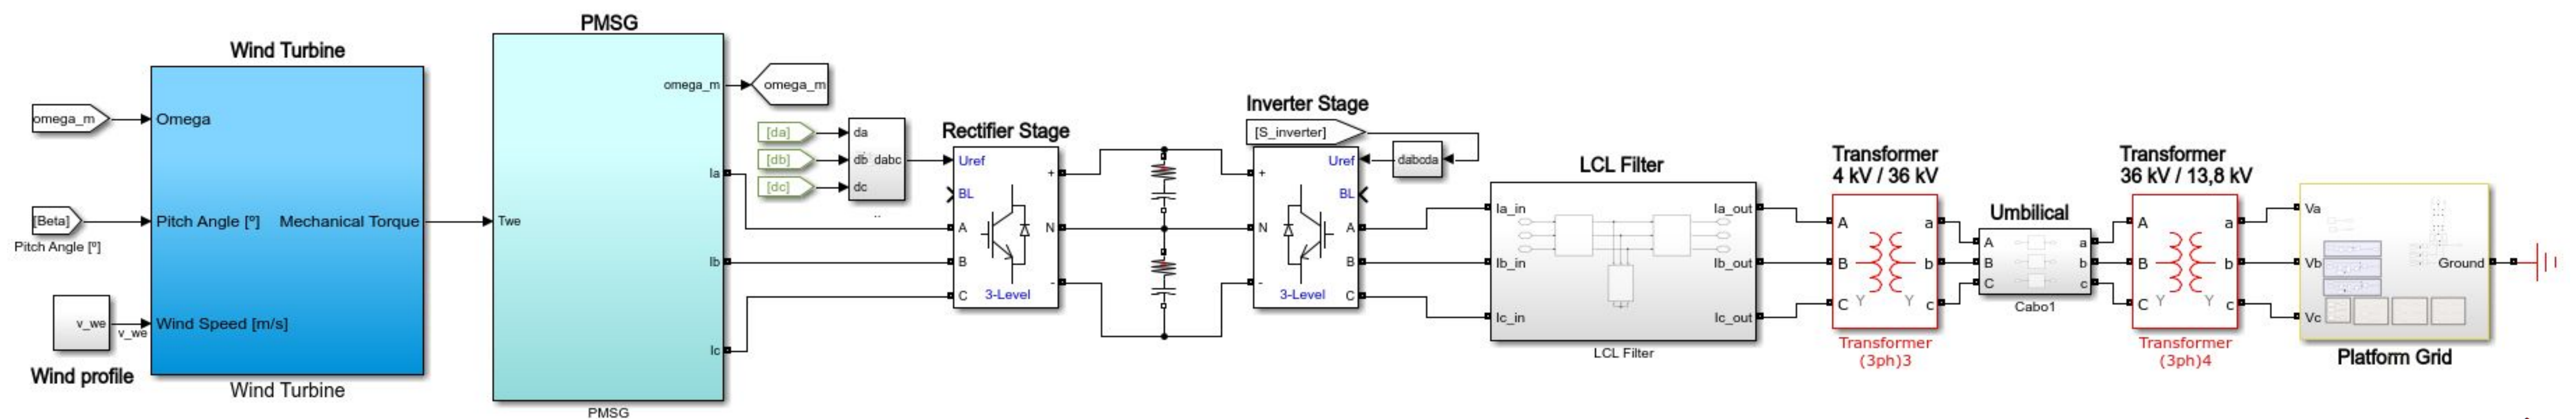 Wind Turbine
omega_m
Omega
[Beta]
Pitch Angle [º]
Pitch Angle [º]
Mechanical Torque
v_we
v_we
Wind Speed [m/s]
Wind profile
Wind Turbine
PMSG
omega_m
omega_m
Twe
Ia
Ib
Ic
PMSG
[da]
[db]
[dc]
da
db
dc
dabc
..
Rectifier Stage
Uref
BL
A
B
C
+
N
-
3-Level
Inverter Stage
[S_inverter]
dabcda
Uref
BL
+
N
-
A
B
C
3-Level
LCL Filter
Ia_in
Ib_in
Ic_in
Ia_out
Ib_out
Ic_out
LCL Filter
Transformer
4 kV / 36 kV
A
B
C
a
b
c
Y
Y
Transformer
(3ph)3
Umbilical
A
B
C
a
b
c
Cabo1
Transformer
36 kV / 13,8 kV
A
B
C
a
b
c
Y
Y
Transformer
(3ph)4
Va
Vb
Vc
Ground
Platform Grid